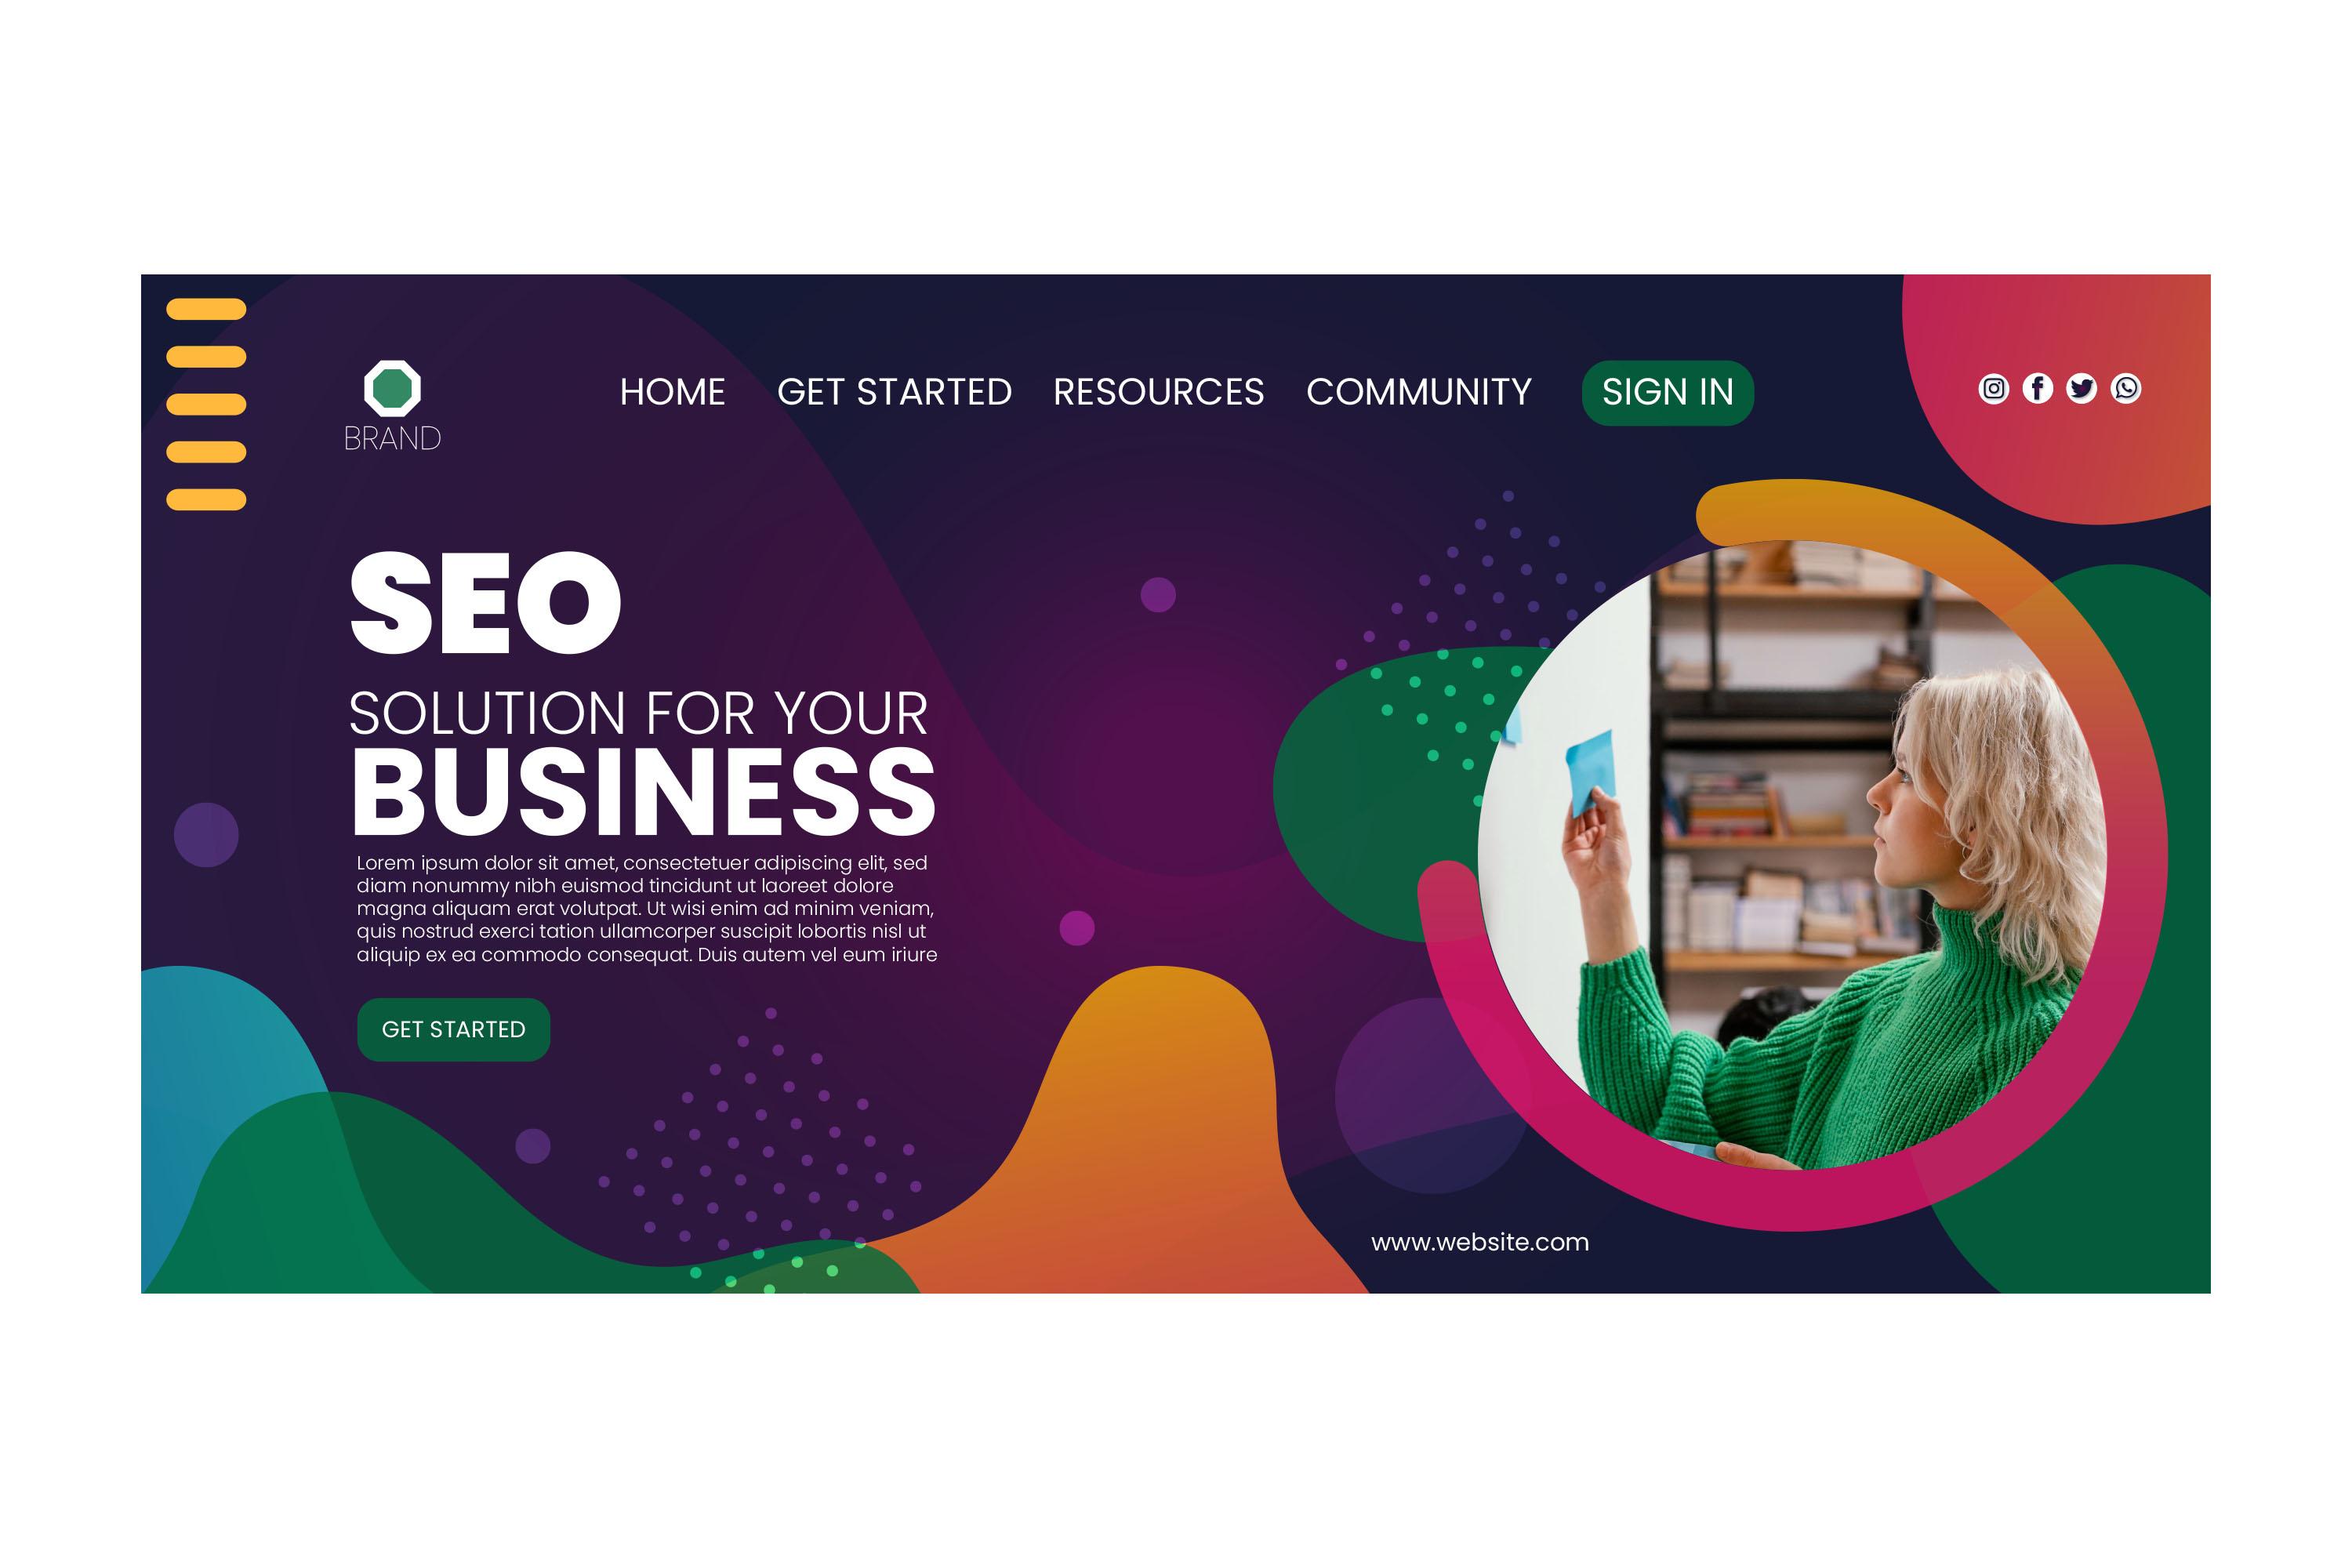 BRAND
HOME GET STARTED RESOURCES COMMUNITY SIGN IN
SEO
SOLUTION FOR YOUR
BUSINESS
Lorem ipsum dolor sit amet, consectetuer adipiscing elit, sed
diam nonummy nibh euismod tincidunt ut laoreet dolore
magna aliquam erat volutpat. Ut wisi enim ad minim veniam,
quis nostrud exerci tation ullamcorper suscipit lobortis nisl ut
aliquip ex ea commodo consequat. Duis autem vel eum iriure
GET STARTED
www.website.com